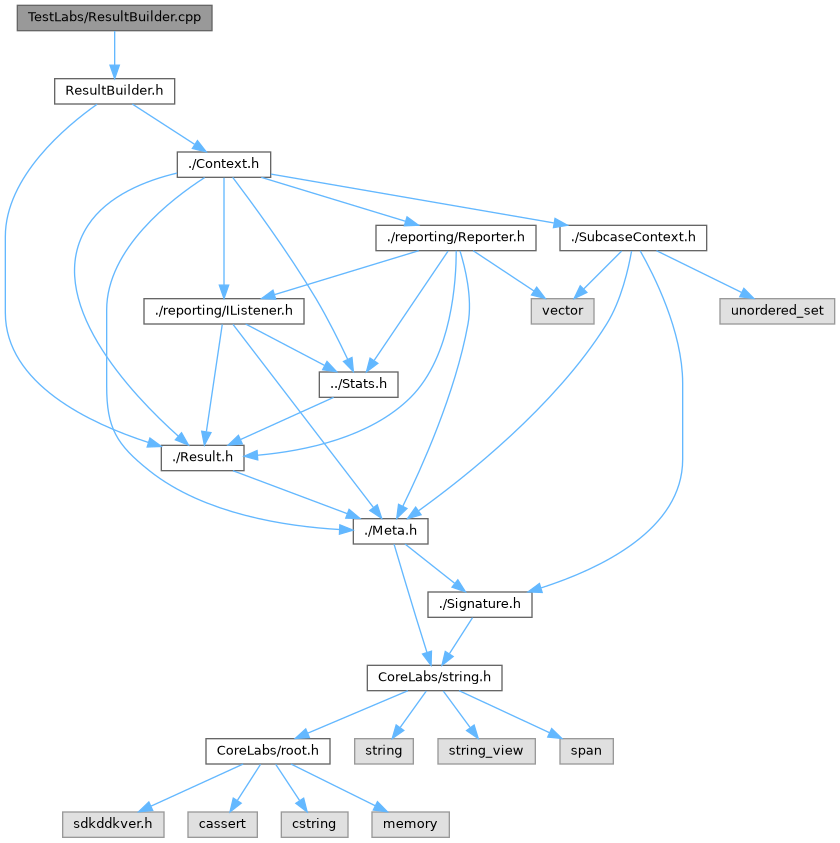 TestLabs/ResultBuilder.cpp
ResultBuilder.h
./Context.h
./reporting/Reporter.h
./SubcaseContext.h
./reporting/IListener.h
vector
unordered_set
../Stats.h
./Result.h
./Meta.h
./Signature.h
CoreLabs/string.h
CoreLabs/root.h
string
string_view
span
sdkddkver.h
cassert
cstring
memory